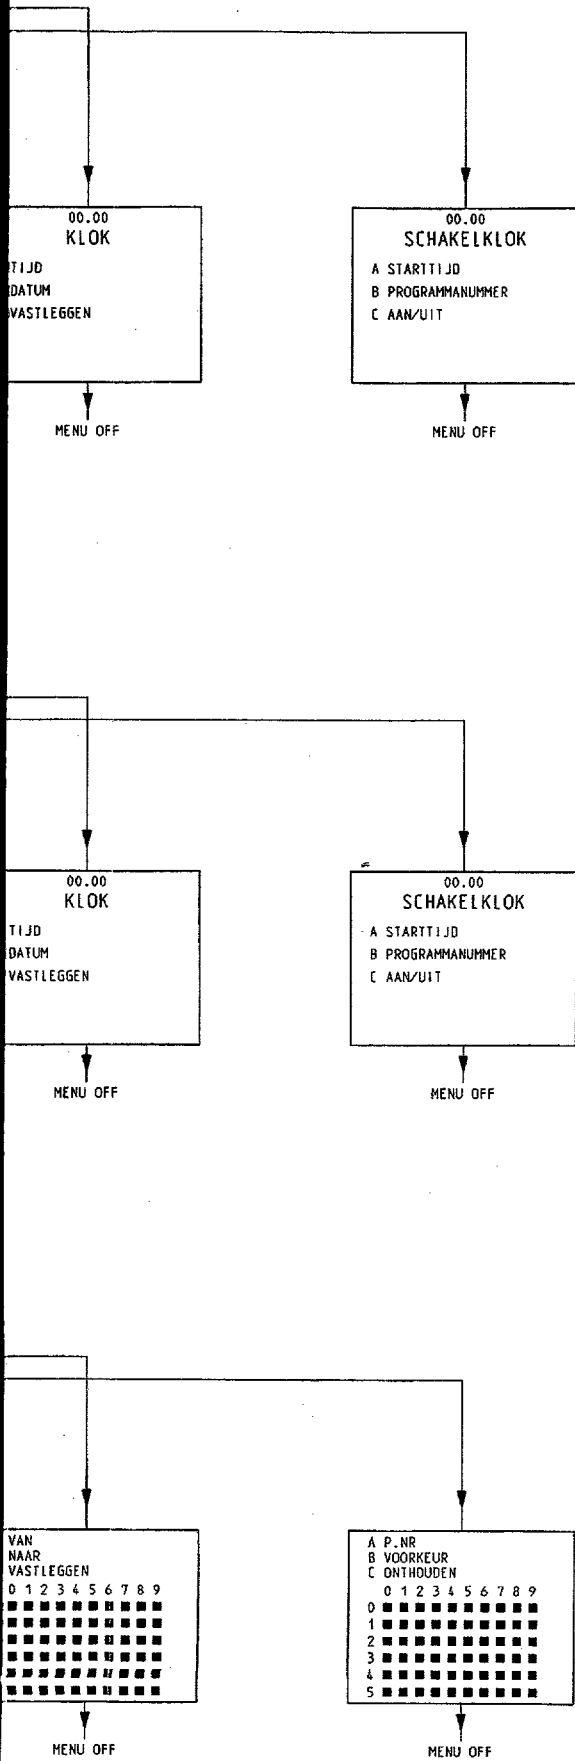 00.00
KLOK
TIJD
DATUM
VASTLEGGEN
MENU OFF
00.00
SCHAKELKLOK
A STARTTIJD
B PROGRAMMANUMMER
C AAN/UIT
MENU OFF
00.00
KLOK
TIJD
DATUM
VASTLEGGEN
MENU OFF
00.00
SCHAKELKLOK
A STARTTIJD
B PROGRAMMANUMMER
C AAN/UIT
MENU OFF
VAN
NAAR
VASTLEGGEN
0 1 2 3 4 5 6 7 8 9
MENU OFF
A P.NR
B VOORKEUR
C ONTHOUDEN
0 1 2 3 4 5 6 7 8 9
0
1
2
3
4
5
MENU OFF